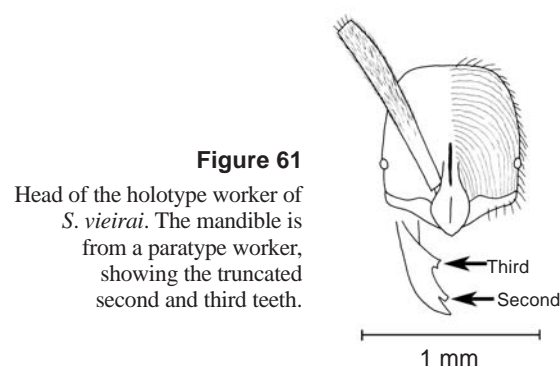 Figure 61
Head of the holotype worker of
S. vieirai. The mandible is
from a paratype worker,
showing the truncated
second and third teeth.
Third
Second
1 mm